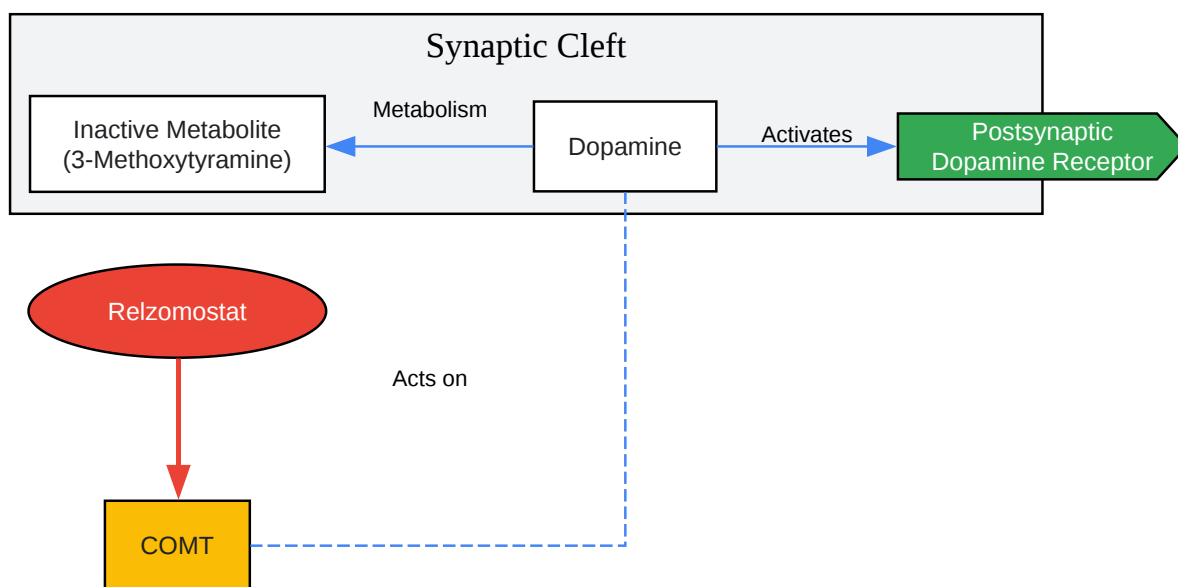 Synaptic Cleft
Inactive Metabolite
(3-Methoxytyramine)
Metabolism
Dopamine
Activates
Postsynaptic
Dopamine Receptor
Relzomostat
Acts on
COMT